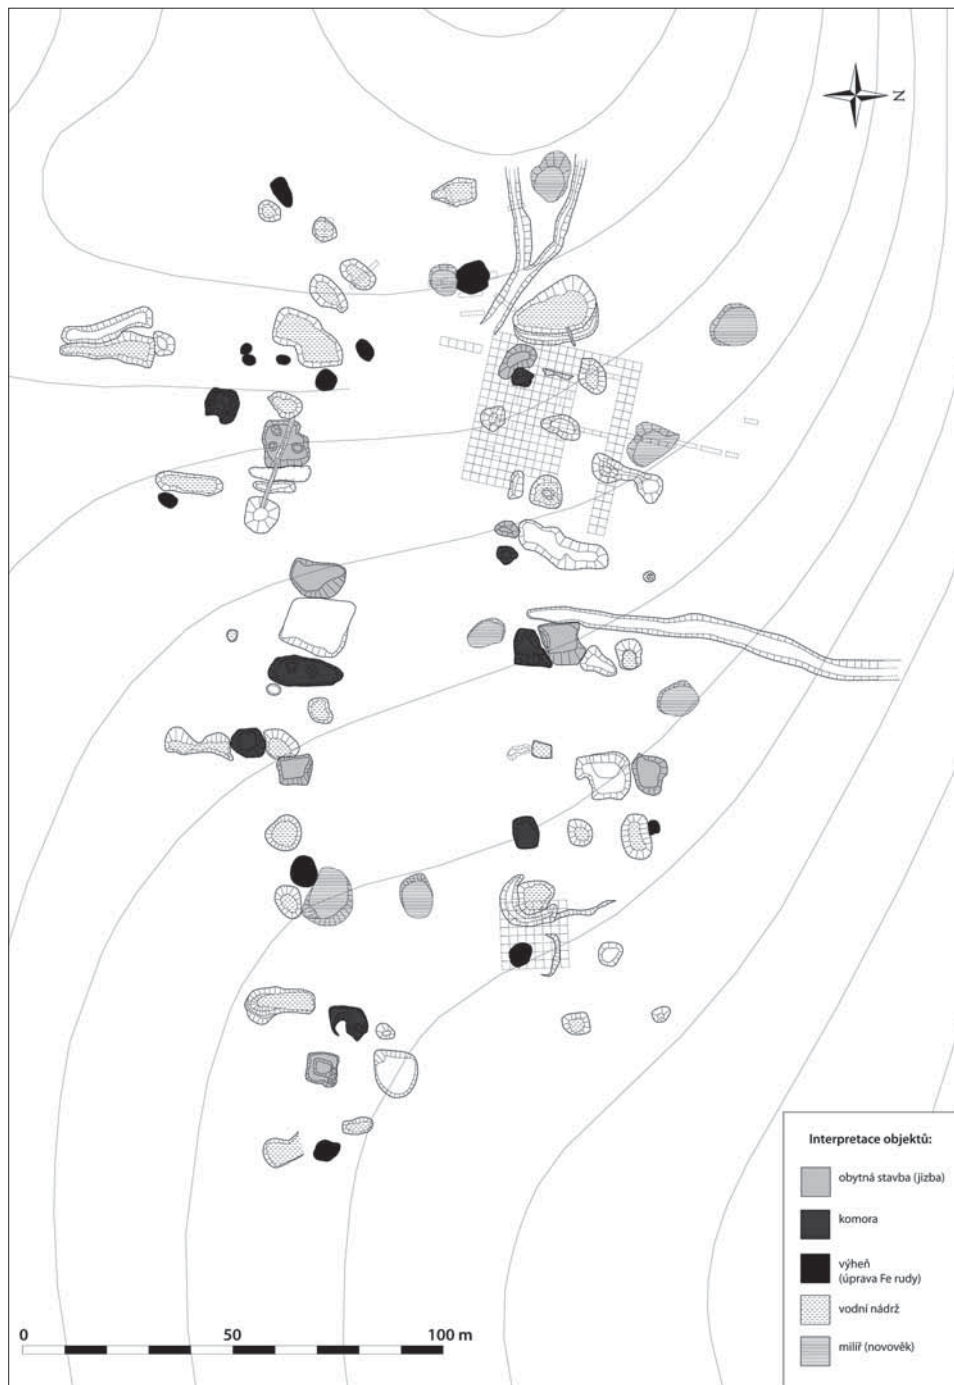 N
Interpretace objektů:
obytná stavba (jizba)
komora
výheň
(úprava Fe rudy)
vodní nádrž
milíř (novověk)
0 50 100 m